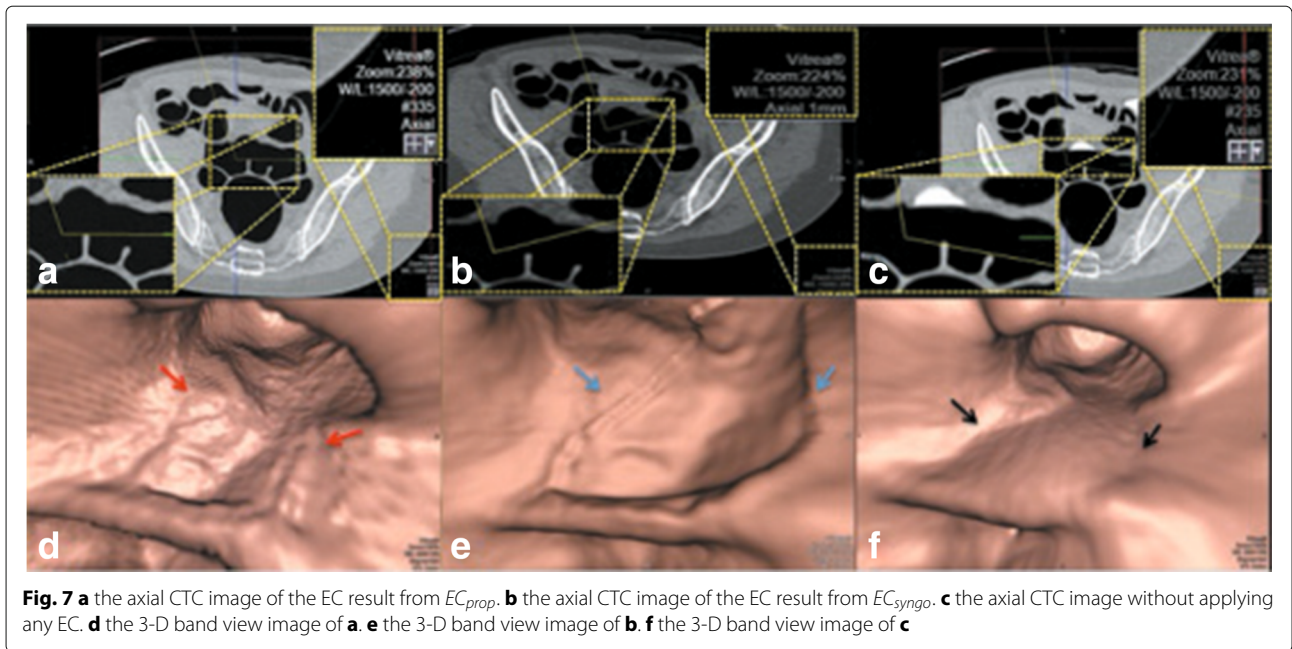 Vitrea®
Zoom:238%
W/L:1500/-200
#335
Axial
a
Vitrea®
Zoom:224%
W/L:1500/-200
Axial 1mm
b
Vitrea®
Zoom:231%
W/L:1500/-200
#235
Axial
c
d
e
f
Fig. 7 a the axial CTC image of the EC result from ECprop. b the axial CTC image of the EC result from ECsyngo. c the axial CTC image without applying
any EC. d the 3-D band view image of a. e the 3-D band view image of b. f the 3-D band view image of c